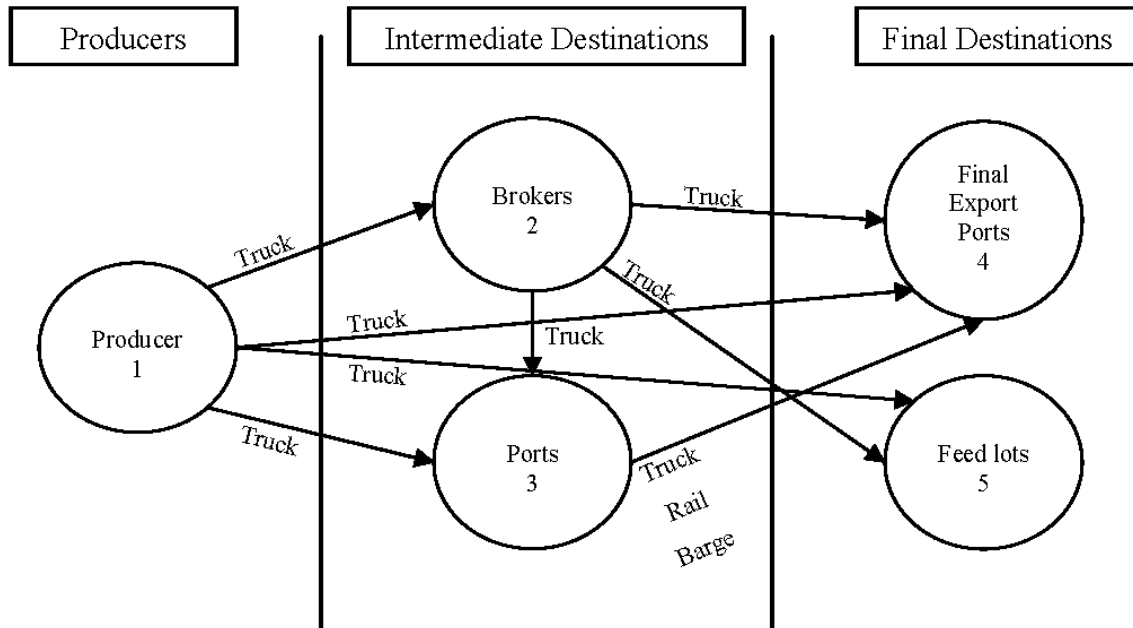 Producers
Intermediate Destinations
Final Destinations
Brokers
2
Final
Export
Ports
4
Truck
Truck
Truck
Producer
1
Truck
Truck
Truck
Truck
Ports
3
Feed lots
5
Truck
Rail
Barge